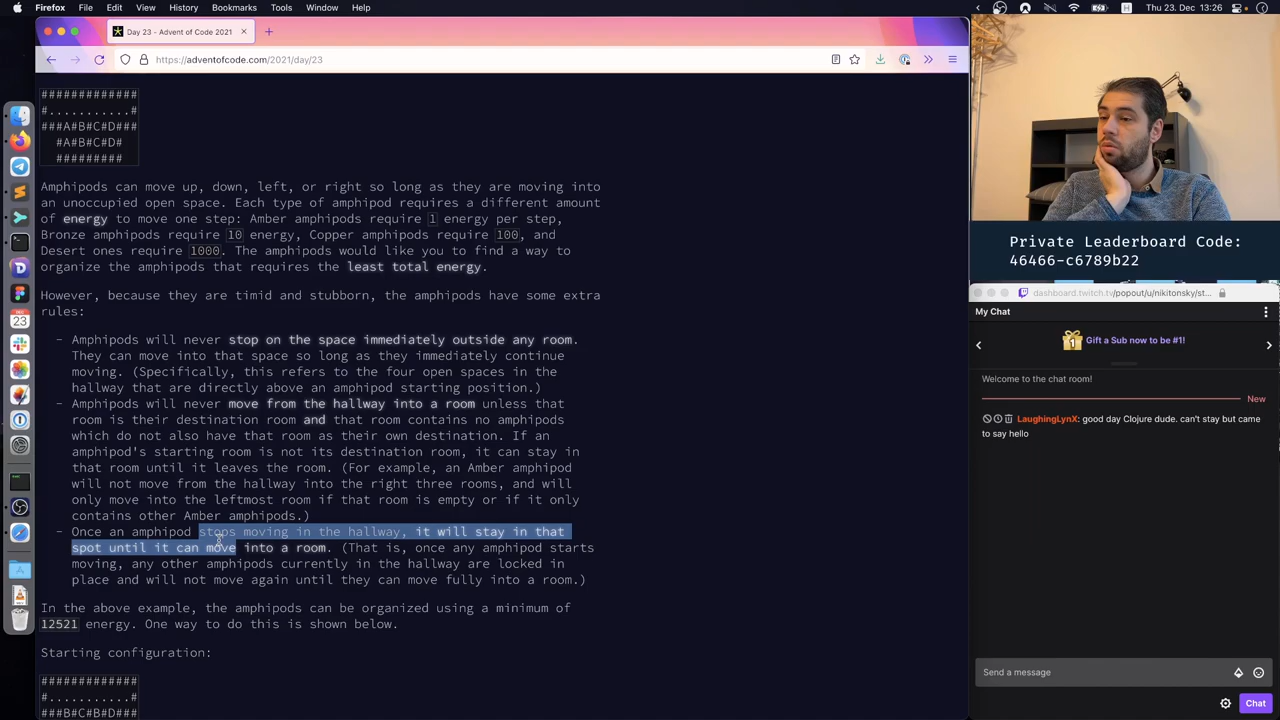 Firefox File Edit View History Bookmarks Tools Window Help
Thu 23. Dec 13:26
Day 23 - Advent of Code 2021
https://adventofcode.com/2021/day/23
#############
#...........#
###A#B#C#D###
#A#B#C#D#
#########
Amphipods can move up, down, left, or right so long as they are moving into
an unoccupied open space. Each type of amphipod requires a different amount
of energy to move one step: Amber amphipods require 1 energy per step,
Bronze amphipods require 10 energy, Copper amphipods require 100, and
Desert ones require 1000. The amphipods would like you to find a way to
organize the amphipods that requires the least total energy.
However, because they are timid and stubborn, the amphipods have some extra
rules:
- Amphipods will never stop on the space immediately outside any room.
They can move into that space so long as they immediately continue
moving. (Specifically, this refers to the four open spaces in the
hallway that are directly above an amphipod starting position.)
- Amphipods will never move from the hallway into a room unless that
room is their destination room and that room contains no amphipods
which do not also have that room as their own destination. If an
amphipod's starting room is not its destination room, it can stay in
that room until it leaves the room. (For example, an Amber amphipod
will not move from the hallway into the right three rooms, and will
only move into the leftmost room if that room is empty or if it only
contains other Amber amphipods.)
- Once an amphipod stops moving in the hallway, it will stay in that
spot until it can move into a room. (That is, once any amphipod starts
moving, any other amphipods currently in the hallway are locked in
place and will not move again until they can move fully into a room.)
In the above example, the amphipods can be organized using a minimum of
12521 energy. One way to do this is shown below.
Starting configuration:
#############
#...........#
###B#C#B#D###
Private Leaderboard Code:
46466-c6789b22
dashboard.twitch.tv/popout/u/nikitonsky/st...
My Chat
1
Gift a Sub now to be #1!
Welcome to the chat room!
New
LaughingLynX: good day Clojure dude. can't stay but came
to say hello
Send a message
Chat
DEC
23